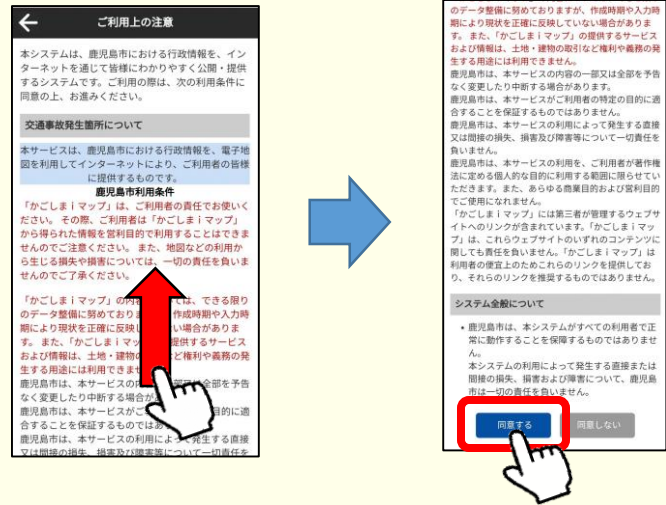 ご利用上の注意
本システムは、鹿児島市における行政情報を、イン
ターネットを通じて皆様にわかりやすく公開・提供
するシステムです。ご利用の際は、次の利用条件に
同意の上、お進みください。
交通事故発生箇所について
本サービスは、鹿児島市における行政情報を、電子地
図を利用してインターネットにより、ご利用者の皆様
に提供するものです。
鹿児島市利用条件
「かごしまｉマップ」は、ご利用者の責任でお使いく
ださい。その際、ご利用者は「かごしまｉマップ」
から得られた情報を営利目的で利用することはできま
せんのでご注意ください。また、地図などの利用か
ら生じる損失や損害については、一切の責任を負いま
せんのでご了承ください。
「かごしまｉマップ」の内容 ては、できる限り
のデータ整備に努めており 作成時期や入力時
期により現状を正確に反映し い場合がありま
す。また、「かごしまｉマッ 提供するサービス
および情報は、土地・建物の など権利や義務の発
生する用途には利用できませ
鹿児島市は、本サービスの内 部又は全部を予告
なく変更したり中断する場合が
鹿児島市は、本サービスがご 目的に適
合することを保証するものではあ
鹿児島市は、本サービスの利用によって発生する直接
又は間接の損失、損害及び障害等について一切責任を
のデータ整備に努めておりますが、作成時期や入力時
期により現状を正確に反映していない場合がありま
す。また、「かごしまｉマップ」の提供するサービス
および情報は、土地・建物の取引など権利や義務の発
生する用途には利用できません。
鹿児島市は、本サービスの内容の一部又は全部を予告
なく変更したり中断する場合があります。
鹿児島市は、本サービスがご利用者の特定の目的に適
合することを保証するものではありません。
鹿児島市は、本サービスの利用によって発生する直接
又は間接の損失、損害及び障害等について一切責任を
負いません。
鹿児島市は、本サービスの利用を、ご利用者が著作権
法に定める個人的な目的に利用する範囲に限らせてい
ただきます。また、あらゆる商業目的および営利目的
でご使用になれません。
「かごしまｉマップ」には第三者が管理するウェブサ
イトへのリンクが含まれています。「かごしまｉマッ
プ」は、これらウェブサイトのいずれのコンテンツに
関しても責任を負いません。「かごしまｉマップ」は
利用者の便宜上のためこれらのリンクを提供してお
り、それらのリンクを推奨するものではありません。
システム全般について
• 鹿児島市は、本システムがすべての利用者で正
常に動作することを保障するものではありませ
ん。
本システムの利用によって発生する直接または
間接の損失、損害および障害について、鹿児島
市は一切の責任を負いません。
同意する 同意しない